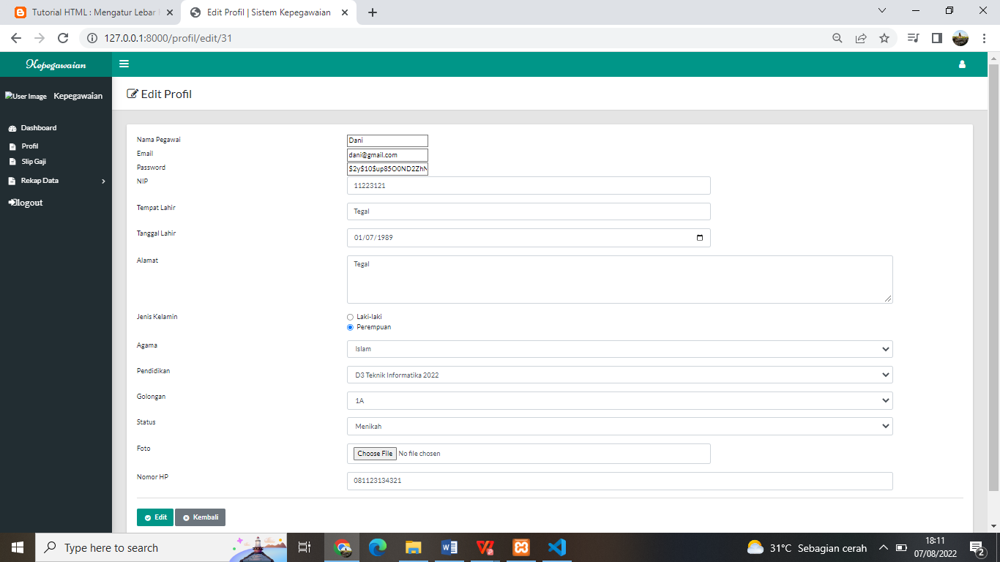 Tutorial HTML : Mengatur Lebar
Edit Profil | Sistem Kepegawaian
127.0.0.1:8000/profil/edit/31
Kepegawaian
User Image
Kepegawaian
Dashboard
Profil
Slip Gaji
Rekap Data
logout
Edit Profil
Nama Pegawai
Dani
Email
dani@gmail.com
Password
$2y$10$up85O0ND2ZhN
NIP
11223121
Tempat Lahir
Tegal
Tanggal Lahir
01/07/1989
Alamat
Tegal
Jenis Kelamin
Laki-laki
Perempuan
Agama
Islam
Pendidikan
D3 Teknik Informatika 2022
Golongan
1A
Status
Menikah
Foto
Choose File No file chosen
Nomor HP
081123134321
Edit
Kembali
Type here to search
31°C Sebagian cerah
18:11
07/08/2022
2